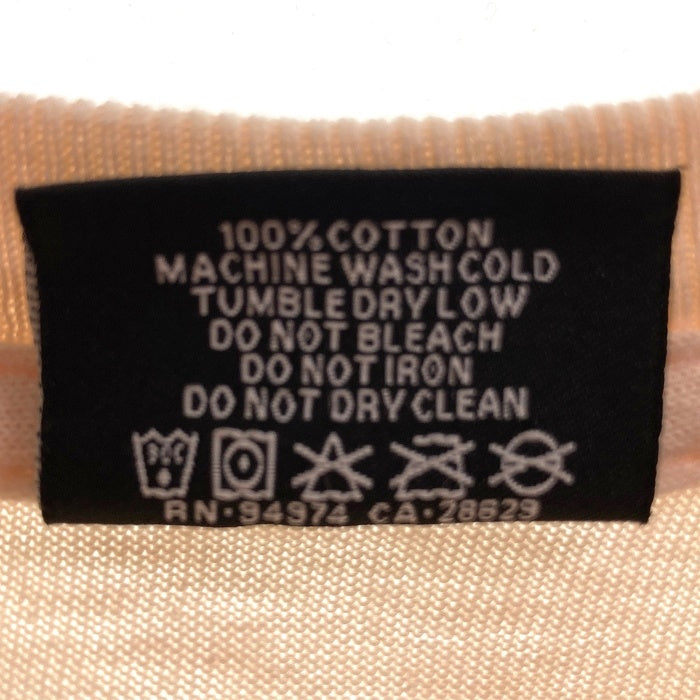 100% COTTON
MACHINE WASH COLD
TUMBLE DRY LOW
DO NOT BLEACH
DO NOT IRON
DO NOT DRY CLEAN
30C
RN·94974 CA·28629